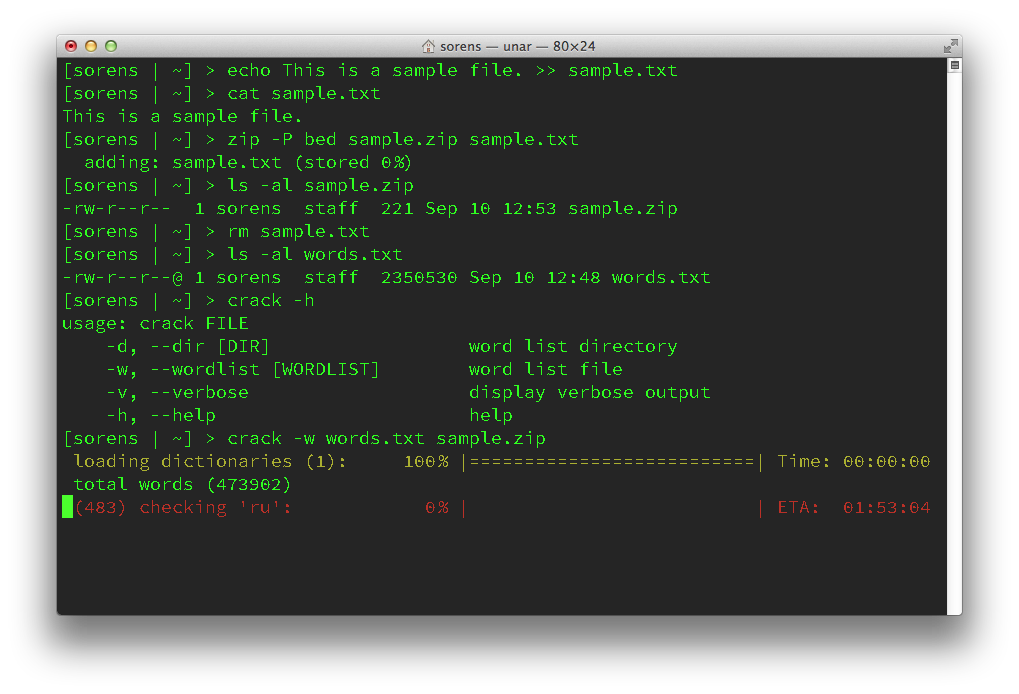 sorens — unar — 80×24
[sorens | ~] > echo This is a sample file. >> sample.txt
[sorens | ~] > cat sample.txt
This is a sample file.
[sorens | ~] > zip -P bed sample.zip sample.txt
  adding: sample.txt (stored 0%)
[sorens | ~] > ls -al sample.zip
-rw-r--r--  1 sorens  staff  221 Sep 10 12:53 sample.zip
[sorens | ~] > rm sample.txt
[sorens | ~] > ls -al words.txt
-rw-r--r--@ 1 sorens  staff  2350530 Sep 10 12:48 words.txt
[sorens | ~] > crack -h
usage: crack FILE
    -d, --dir [DIR]                  word list directory
    -w, --wordlist [WORDLIST]        word list file
    -v, --verbose                    display verbose output
    -h, --help                       help
[sorens | ~] > crack -w words.txt sample.zip
 loading dictionaries (1):     100% |==========================| Time: 00:00:00
 total words (473902)
 (483) checking 'ru':            0% |                          | ETA:  01:53:04